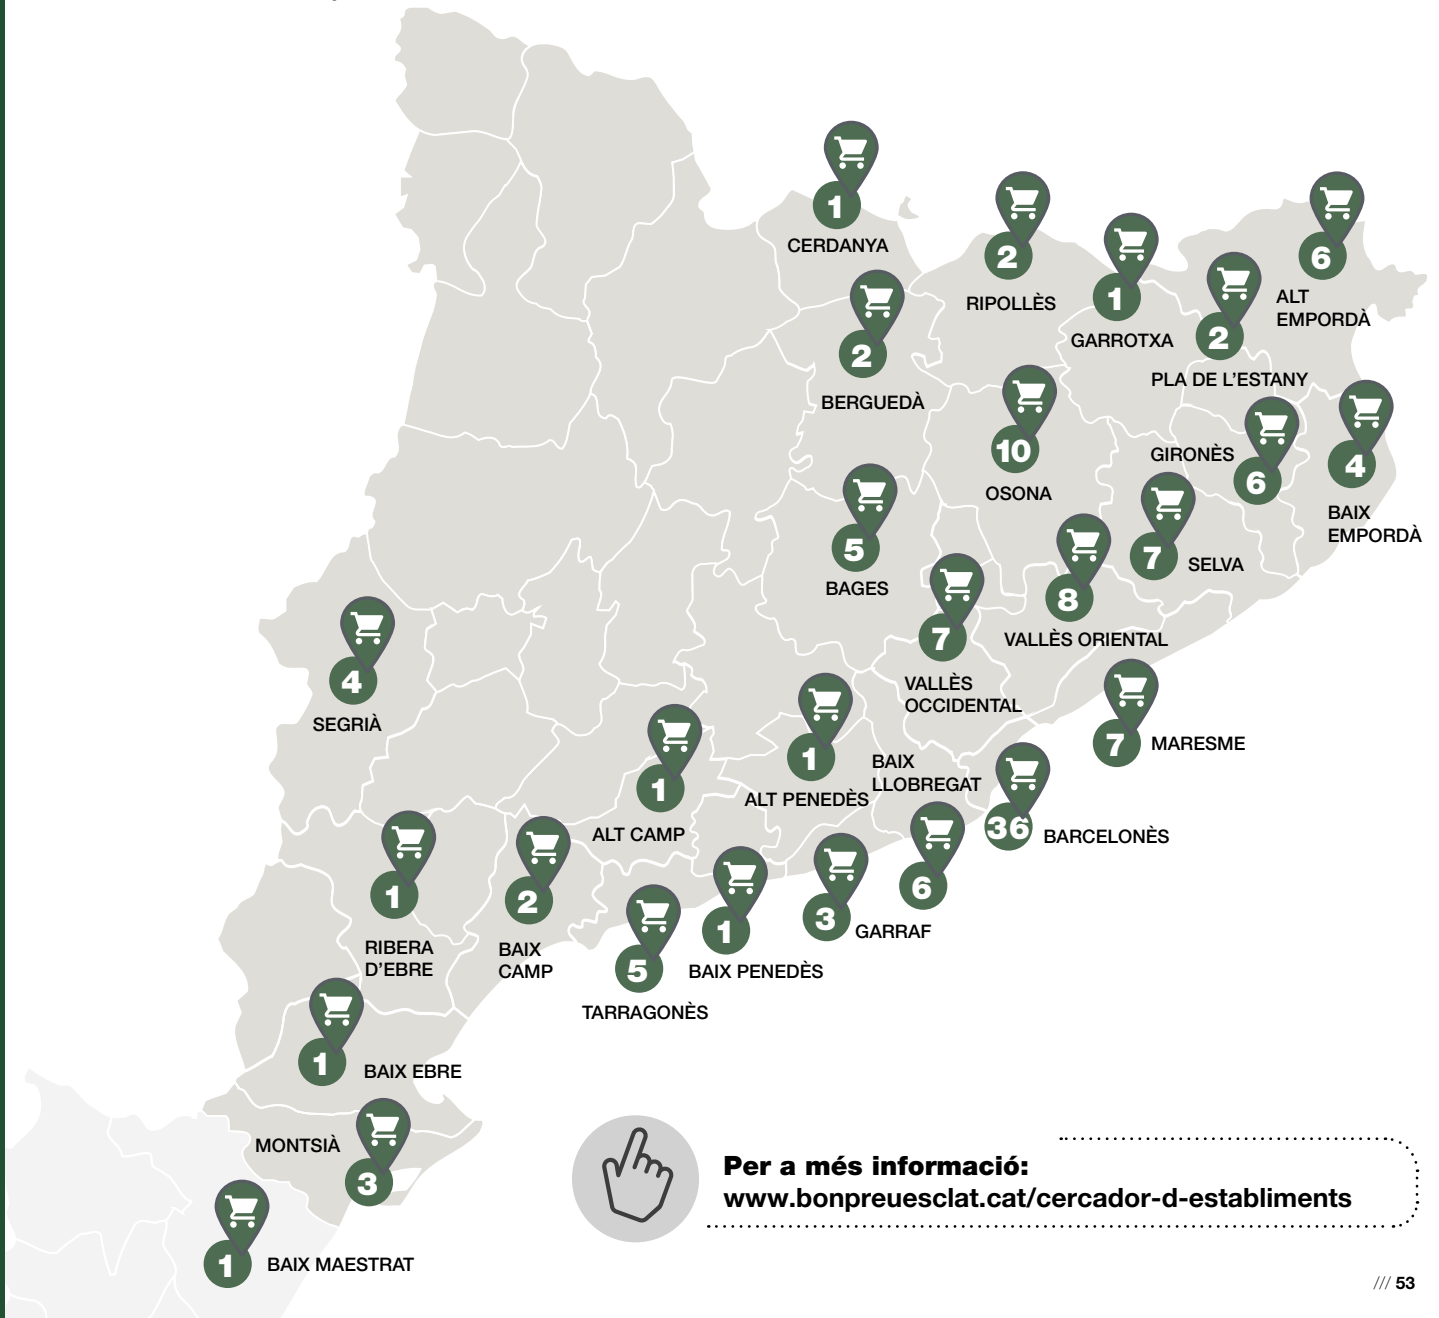 1
CERDANYA
2
RIPOLLÈS
1
GARROTXA
6
ALT
EMPORDÀ
2
PLA DE L'ESTANY
2
BERGUEDÀ
10
OSONA
GIRONÈS
6
4
BAIX
EMPORDÀ
5
BAGES
7
SELVA
8
VALLÈS ORIENTAL
7
VALLÈS
OCCIDENTAL
4
SEGRIÀ
7
MARESME
1
ALT CAMP
1
ALT PENEDÈS
BAIX
LLOBREGAT
6
36
BARCELONÈS
1
RIBERA
D'EBRE
2
BAIX
CAMP
5
TARRAGONÈS
1
BAIX PENEDÈS
3
GARRAF
1
BAIX EBRE
MONTSIÀ
3
1
BAIX MAESTRAT
Per a més informació:
www.bonpreuesclat.cat/cercador-d-establiments
/// 53